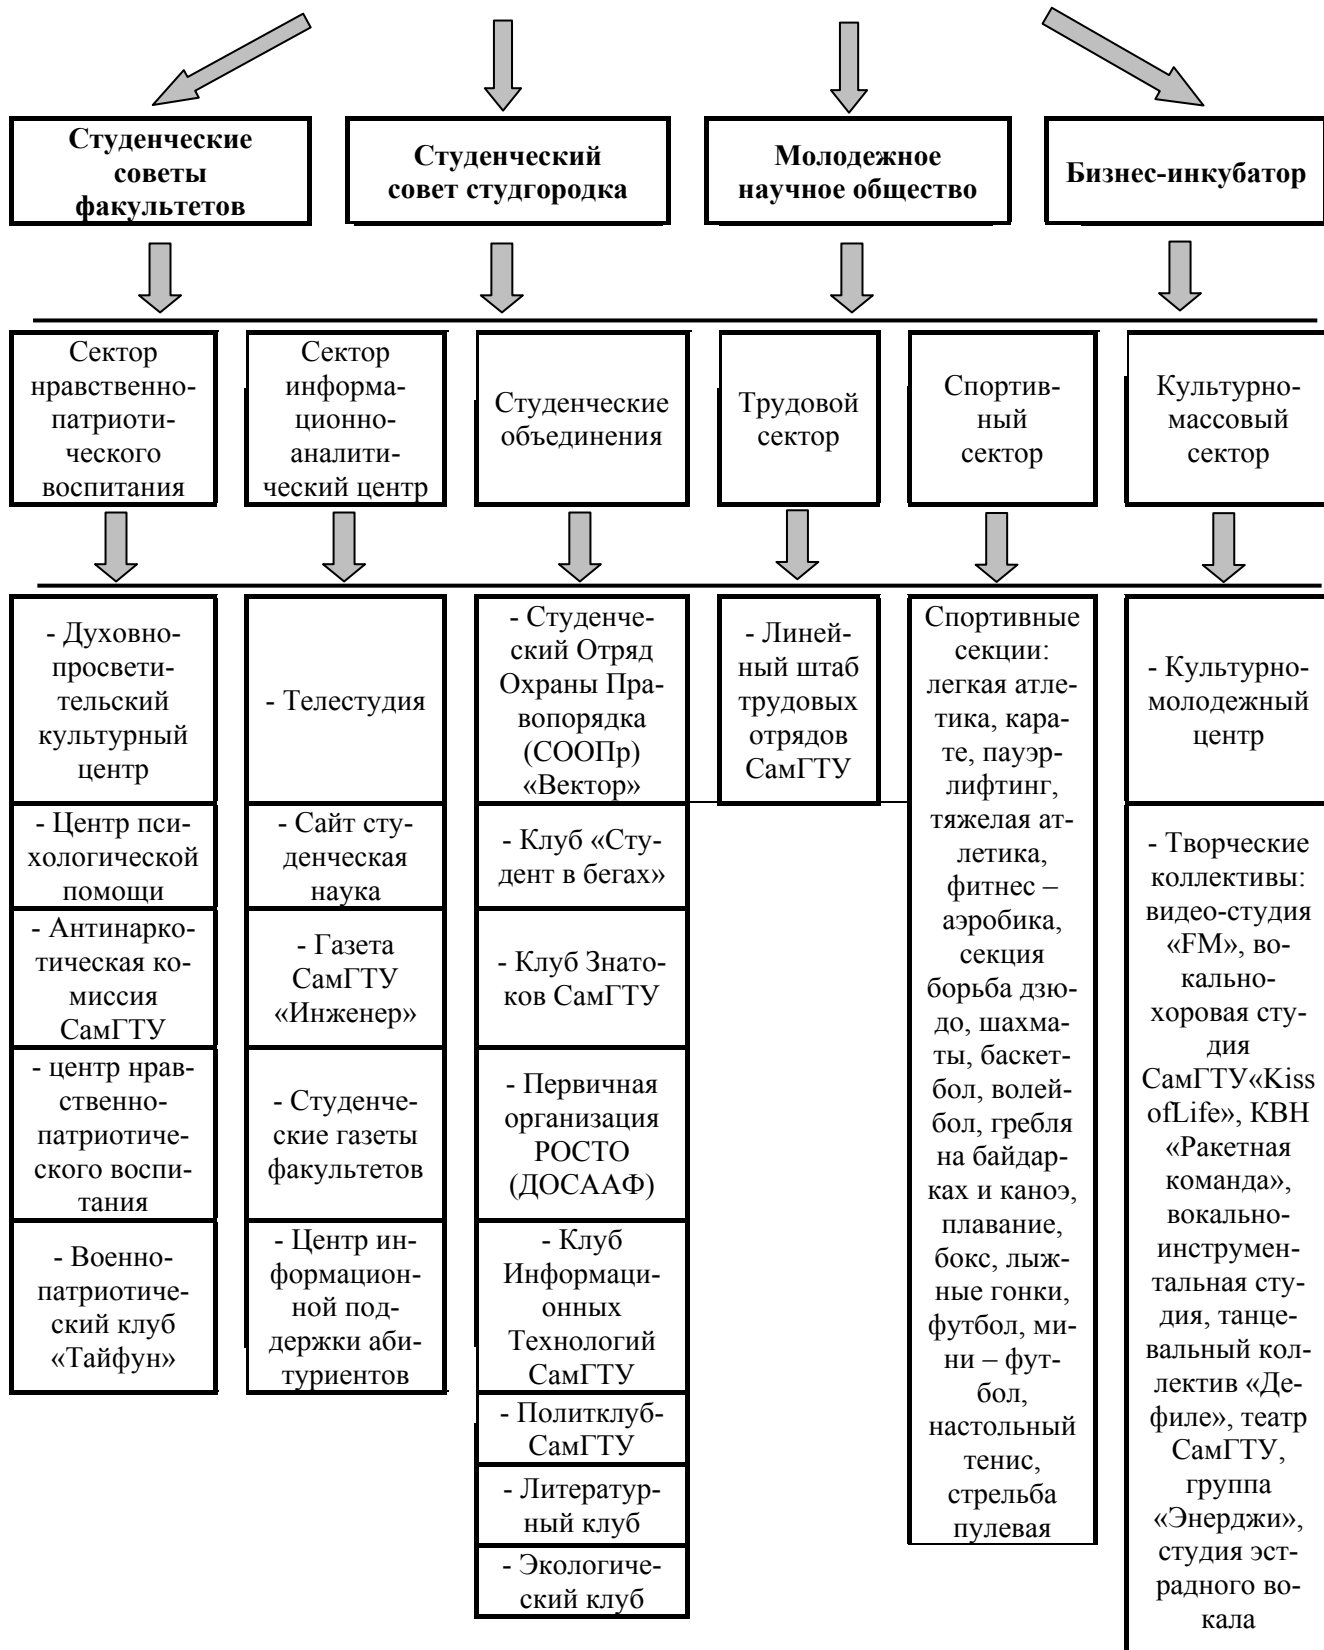 Студенческие
советы
факультетов
Студенческий
совет студгородка
Молодежное
научное общество
Бизнес-инкубатор
Сектор
нравственно-
патриоти-
ческого
воспитания
Сектор
информа-
ционно-
аналити-
ческий центр
Студенческие
объединения
Трудовой
сектор
Спортив-
ный
сектор
Культурно-
массовый
сектор
- Духовно-
просвети-
тельский
культурный
центр
- Центр пси-
хологической
помощи
- Антинарко-
тическая ко-
миссия
СамГТУ
- центр нрав-
ственно-
патриотиче-
ского воспи-
тания
- Военно-
патриотиче-
ский клуб
«Тайфун»
- Телестудия
- Сайт сту-
денческая
наука
- Газета
СамГТУ
«Инженер»
- Студенче-
ские газеты
факультетов
- Центр ин-
формацион-
ной под-
держки аби-
туриентов
- Студенче-
ский Отряд
Охраны Пра-
вопорядка
(СООПр)
«Вектор»
- Клуб «Сту-
дент в бегах»
- Клуб Знато-
ков СамГТУ
- Первичная
организация
РОСТО
(ДОСААФ)
- Клуб
Информаци-
онных
Технологий
СамГТУ
- Политклуб-
СамГТУ
- Литератур-
ный клуб
- Экологиче-
ский клуб
- Линей-
ный штаб
трудовых
отрядов
СамГТУ
Спортивные
секции:
легкая атле-
тика, кара-
те, пауэр-
лифтинг,
тяжелая ат-
летика,
фитнес –
аэробика,
секция
борьба дзю-
до, шахма-
ты, баскет-
бол, волей-
бол, гребля
на байдар-
ках и каноэ,
плавание,
бокс, лыж-
ные гонки,
футбол, ми-
ни – фут-
бол,
настольный
тенис,
стрельба
пулевая
- Культурно-
молодежный
центр
- Творческие
коллективы:
видео-студия
«FM», во-
кально-
хоровая сту-
дия
СамГТУ«Kiss
ofLife», КВН
«Ракетная
команда»,
вокально-
инструмен-
тальная сту-
дия, танце-
вальный кол-
лектив «Де-
филе», театр
СамГТУ,
группа
«Энерджи»,
студия эст-
радного во-
кала